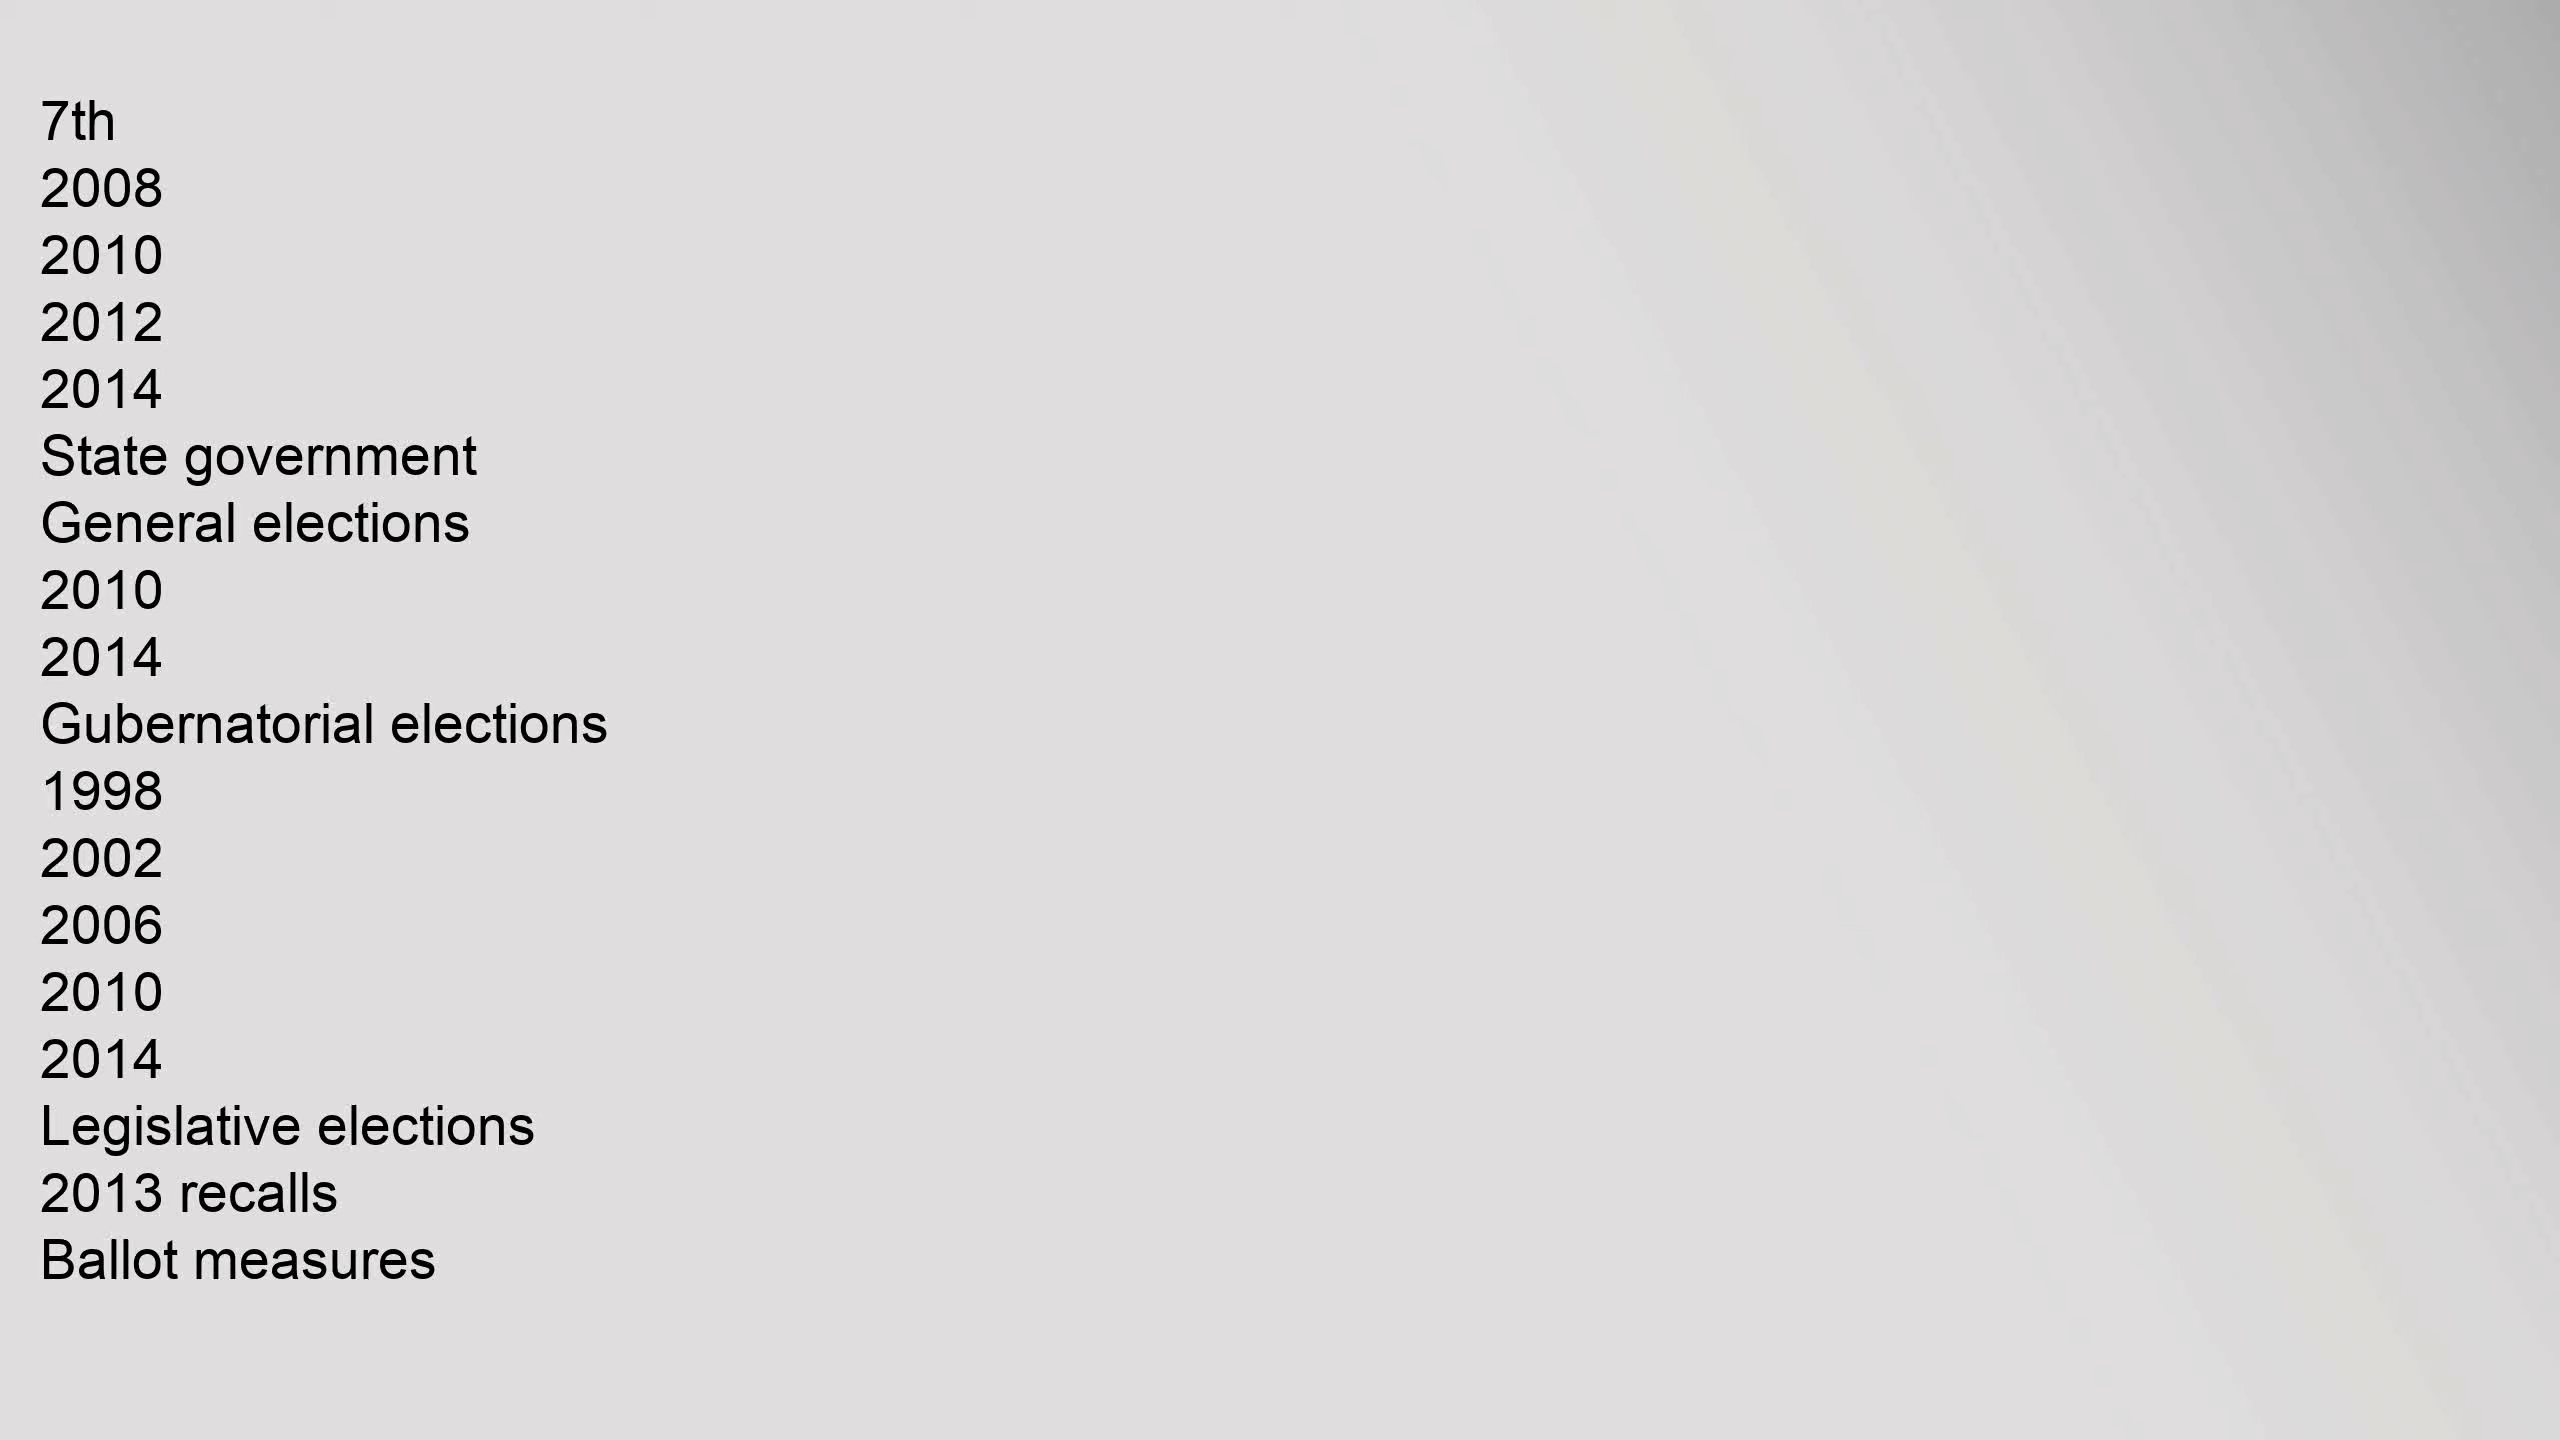 7th
2008
2010
2012
2014
State government
General elections
2010
2014
Gubernatorial elections
1998
2002
2006
2010
2014
Legislative elections
2013 recalls
Ballot measures